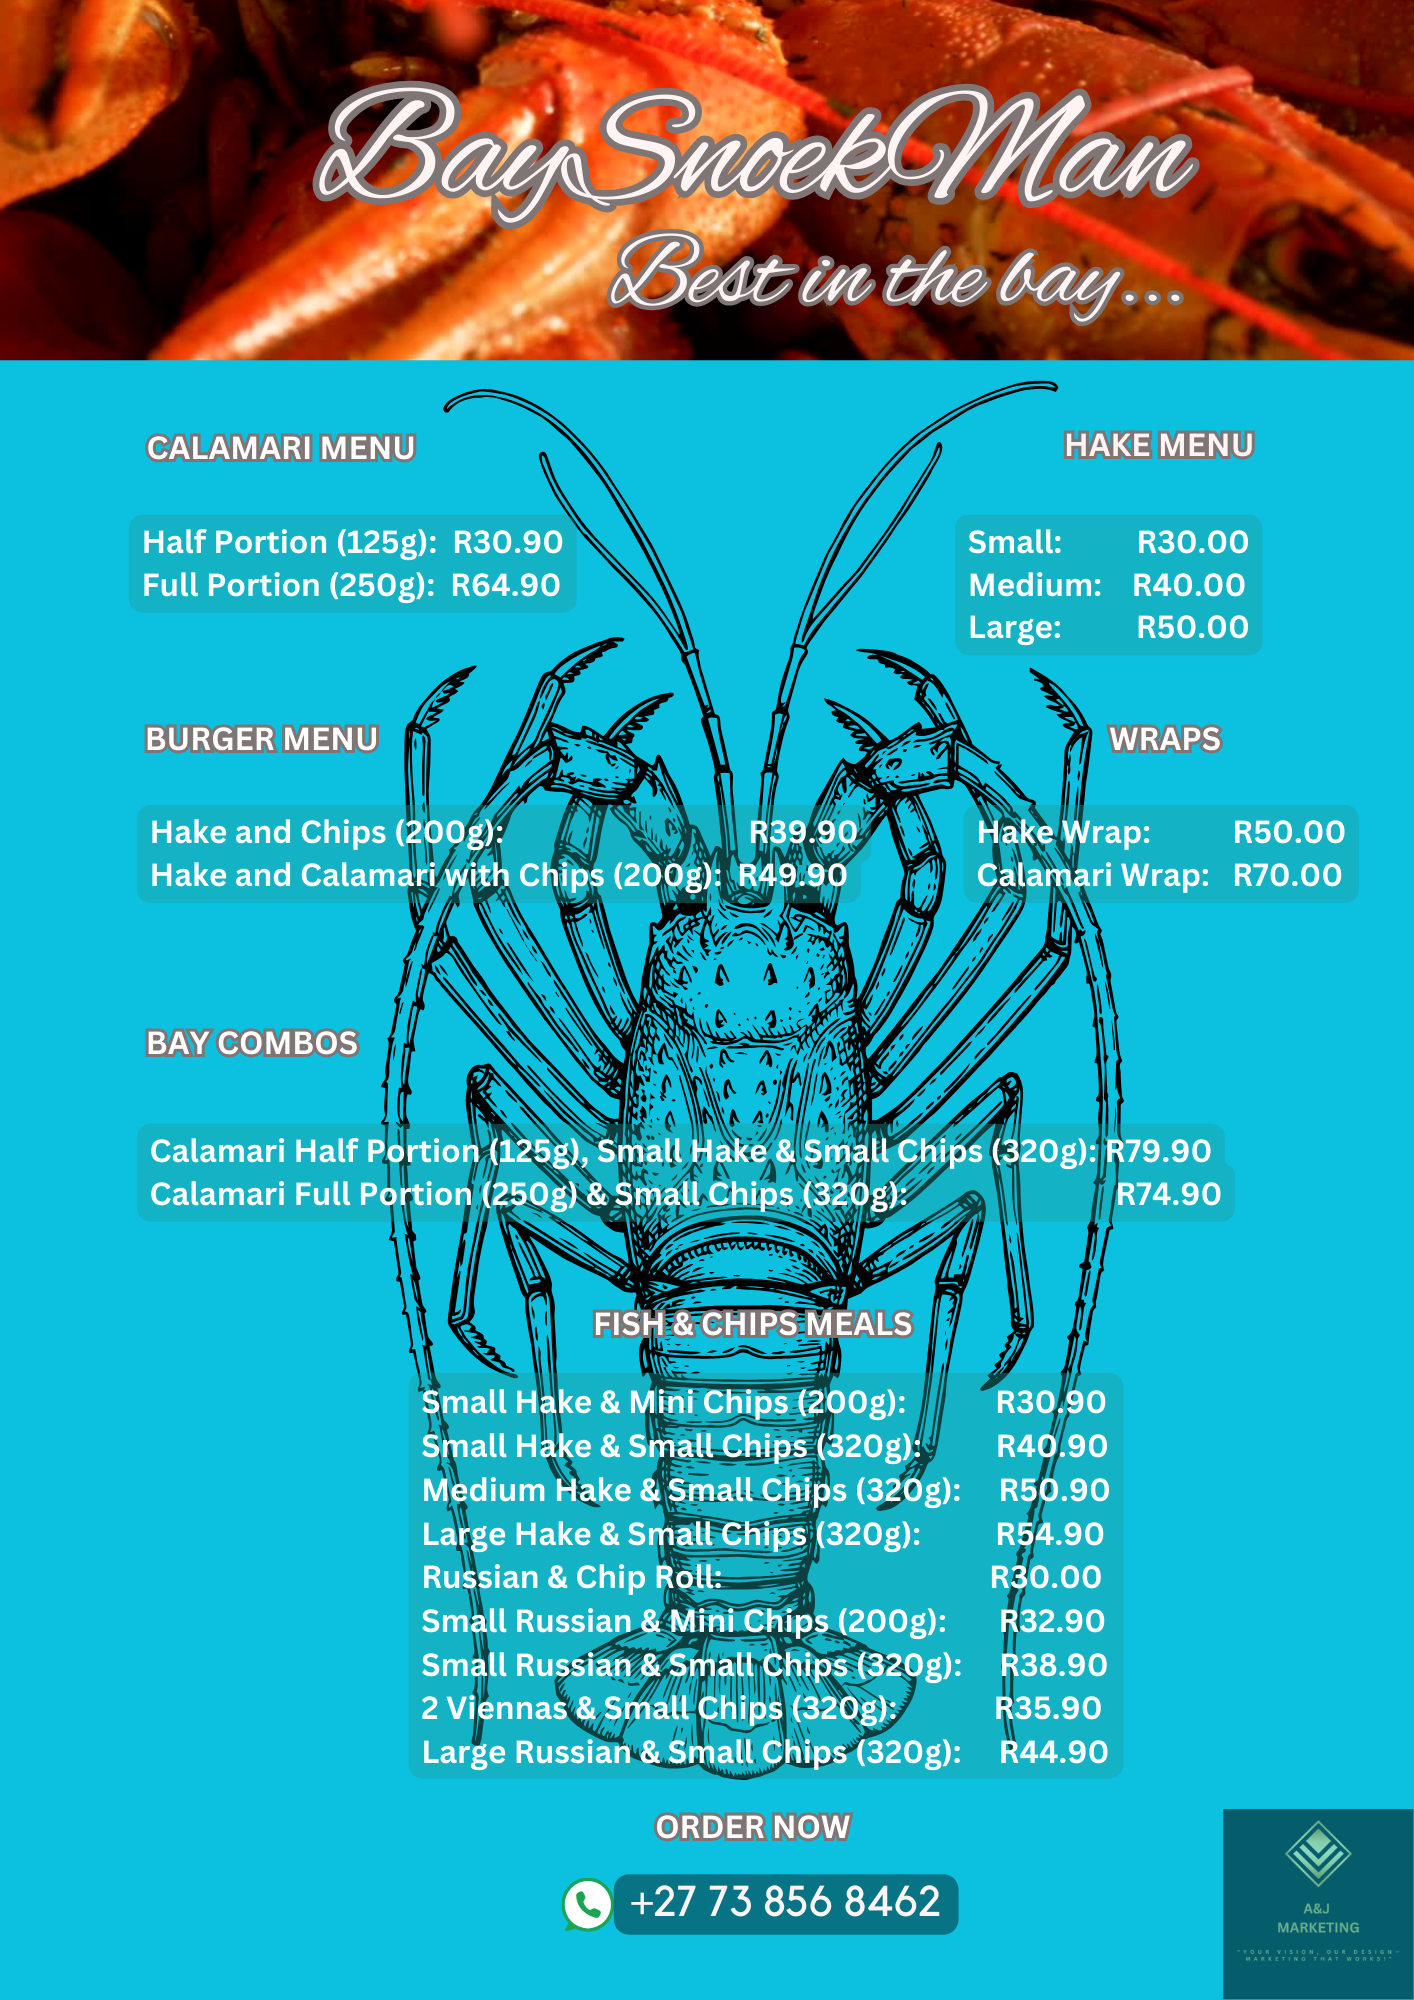 BaySnoekMan
Best in the bay...
CALAMARI MENU
Half Portion (125g): R30.90
Full Portion (250g): R64.90
HAKE MENU
Small: R30.00
Medium: R40.00
Large: R50.00
BURGER MENU
Hake and Chips (200g): R39.90
Hake and Calamari with Chips (200g): R49.90
WRAPS
Hake Wrap: R50.00
Calamari Wrap: R70.00
BAY COMBOS
Calamari Half Portion (125g), Small Hake & Small Chips (320g): R79.90
Calamari Full Portion (250g) & Small Chips (320g): R74.90
FISH & CHIPS MEALS
Small Hake & Mini Chips (200g): R30.90
Small Hake & Small Chips (320g): R40.90
Medium Hake & Small Chips (320g): R50.90
Large Hake & Small Chips (320g): R54.90
Russian & Chip Roll: R30.00
Small Russian & Mini Chips (200g): R32.90
Small Russian & Small Chips (320g): R38.90
2 Viennas & Small Chips (320g): R35.90
Large Russian & Small Chips (320g): R44.90
ORDER NOW
+27 73 856 8462
A&J
MARKETING
"YOUR VISION, OUR DESIGN-
MARKETING THAT WORKS!"